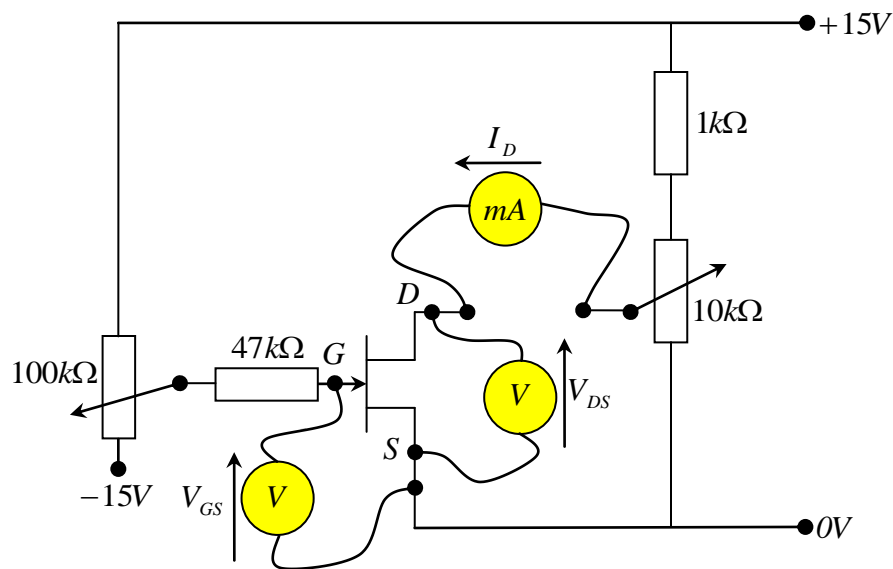 +15V
1kΩ
I_D
mA
D
10kΩ
47kΩ
G
100kΩ
V
V_DS
S
−15V
V_GS
V
0V